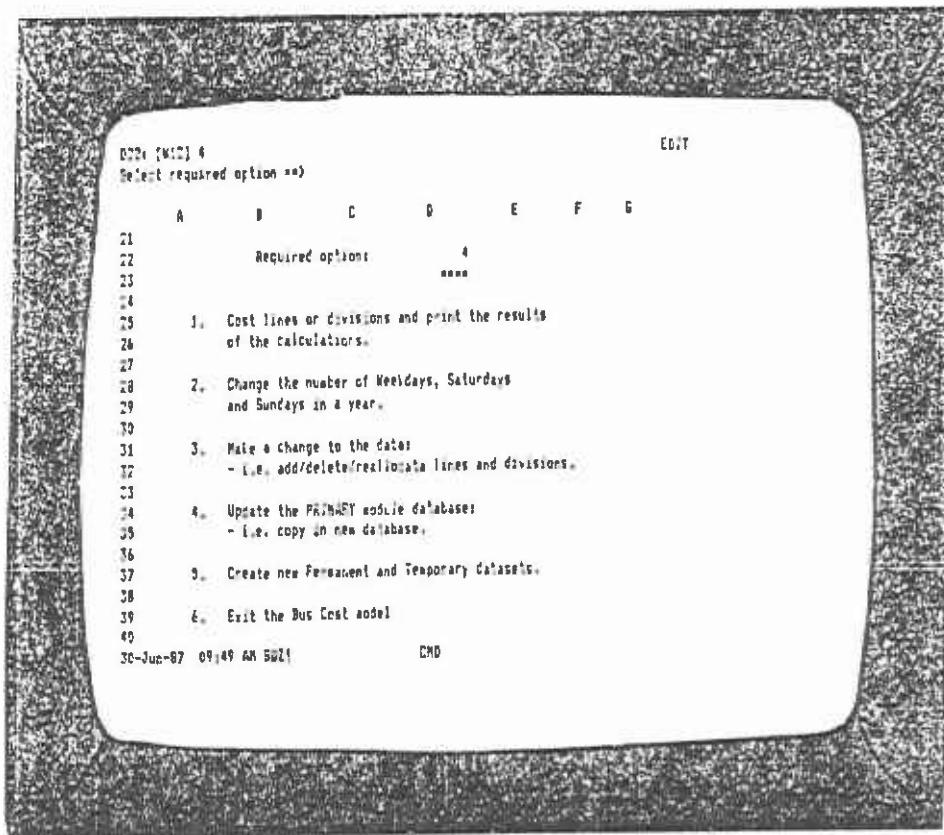 D22: [W12] 4 EDIT
Select required option ==>
A B C D E F G
21
22 Required option: 4
23 ====
24
25 1. Cost lines or divisions and print the results
26 of the calculations.
27
28 2. Change the number of Weekdays, Saturdays
29 and Sundays in a year.
30
31 3. Make a change to the data:
32 - i.e. add/delete/reallocate lines and divisions.
33
34 4. Update the PRIMARY module database:
35 - i.e. copy in new database.
36
37 5. Create new Permanent and Temporary datasets.
38
39 6. Exit the Bus Cost model
40
30-Jun-87 09:49 AM CMD